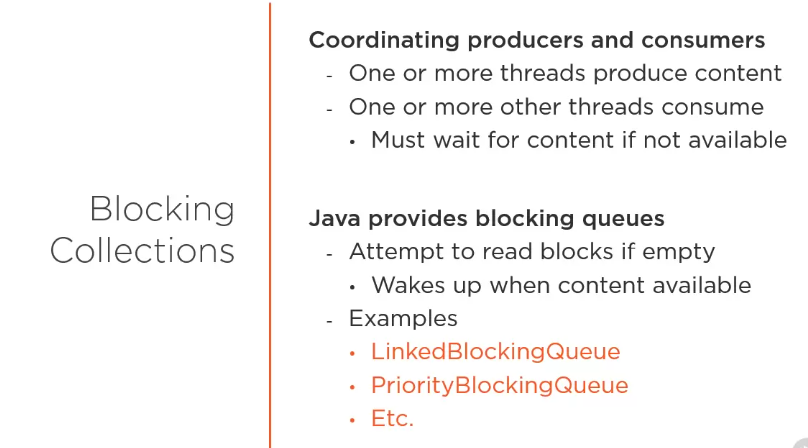 Blocking
Collections
Coordinating producers and consumers
- One or more threads produce content
- One or more other threads consume
• Must wait for content if not available
Java provides blocking queues
- Attempt to read blocks if empty
• Wakes up when content available
- Examples
• LinkedBlockingQueue
• PriorityBlockingQueue
• Etc.